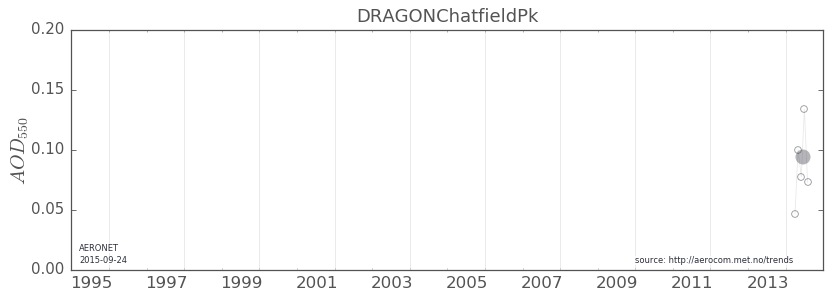 DRAGONChatfieldPk
0.20
0.15
0.10
0.05
0.00
AOD550
AERONET
2015-09-24
source: http://aerocom.met.no/trends
1995 1997 1999 2001 2003 2005 2007 2009 2011 2013